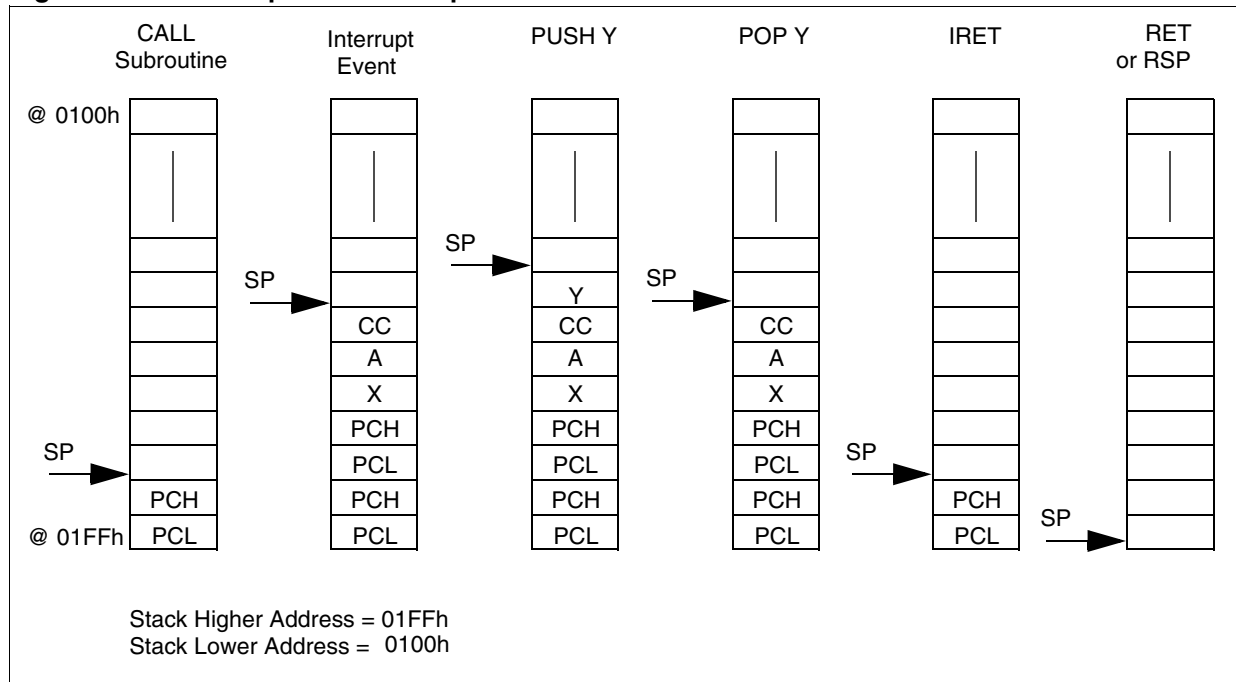 CALL
Subroutine
Interrupt
Event
PUSH Y
POP Y
IRET
RET
or RSP
@ 0100h
SP
SP
SP
Y
CC
CC
CC
A
A
A
X
X
X
PCH
PCH
PCH
SP
SP
PCL
PCL
PCL
PCH
PCH
PCH
PCH
PCH
SP
@ 01FFh
PCL
PCL
PCL
PCL
PCL
Stack Higher Address = 01FFh
Stack Lower Address = 0100h